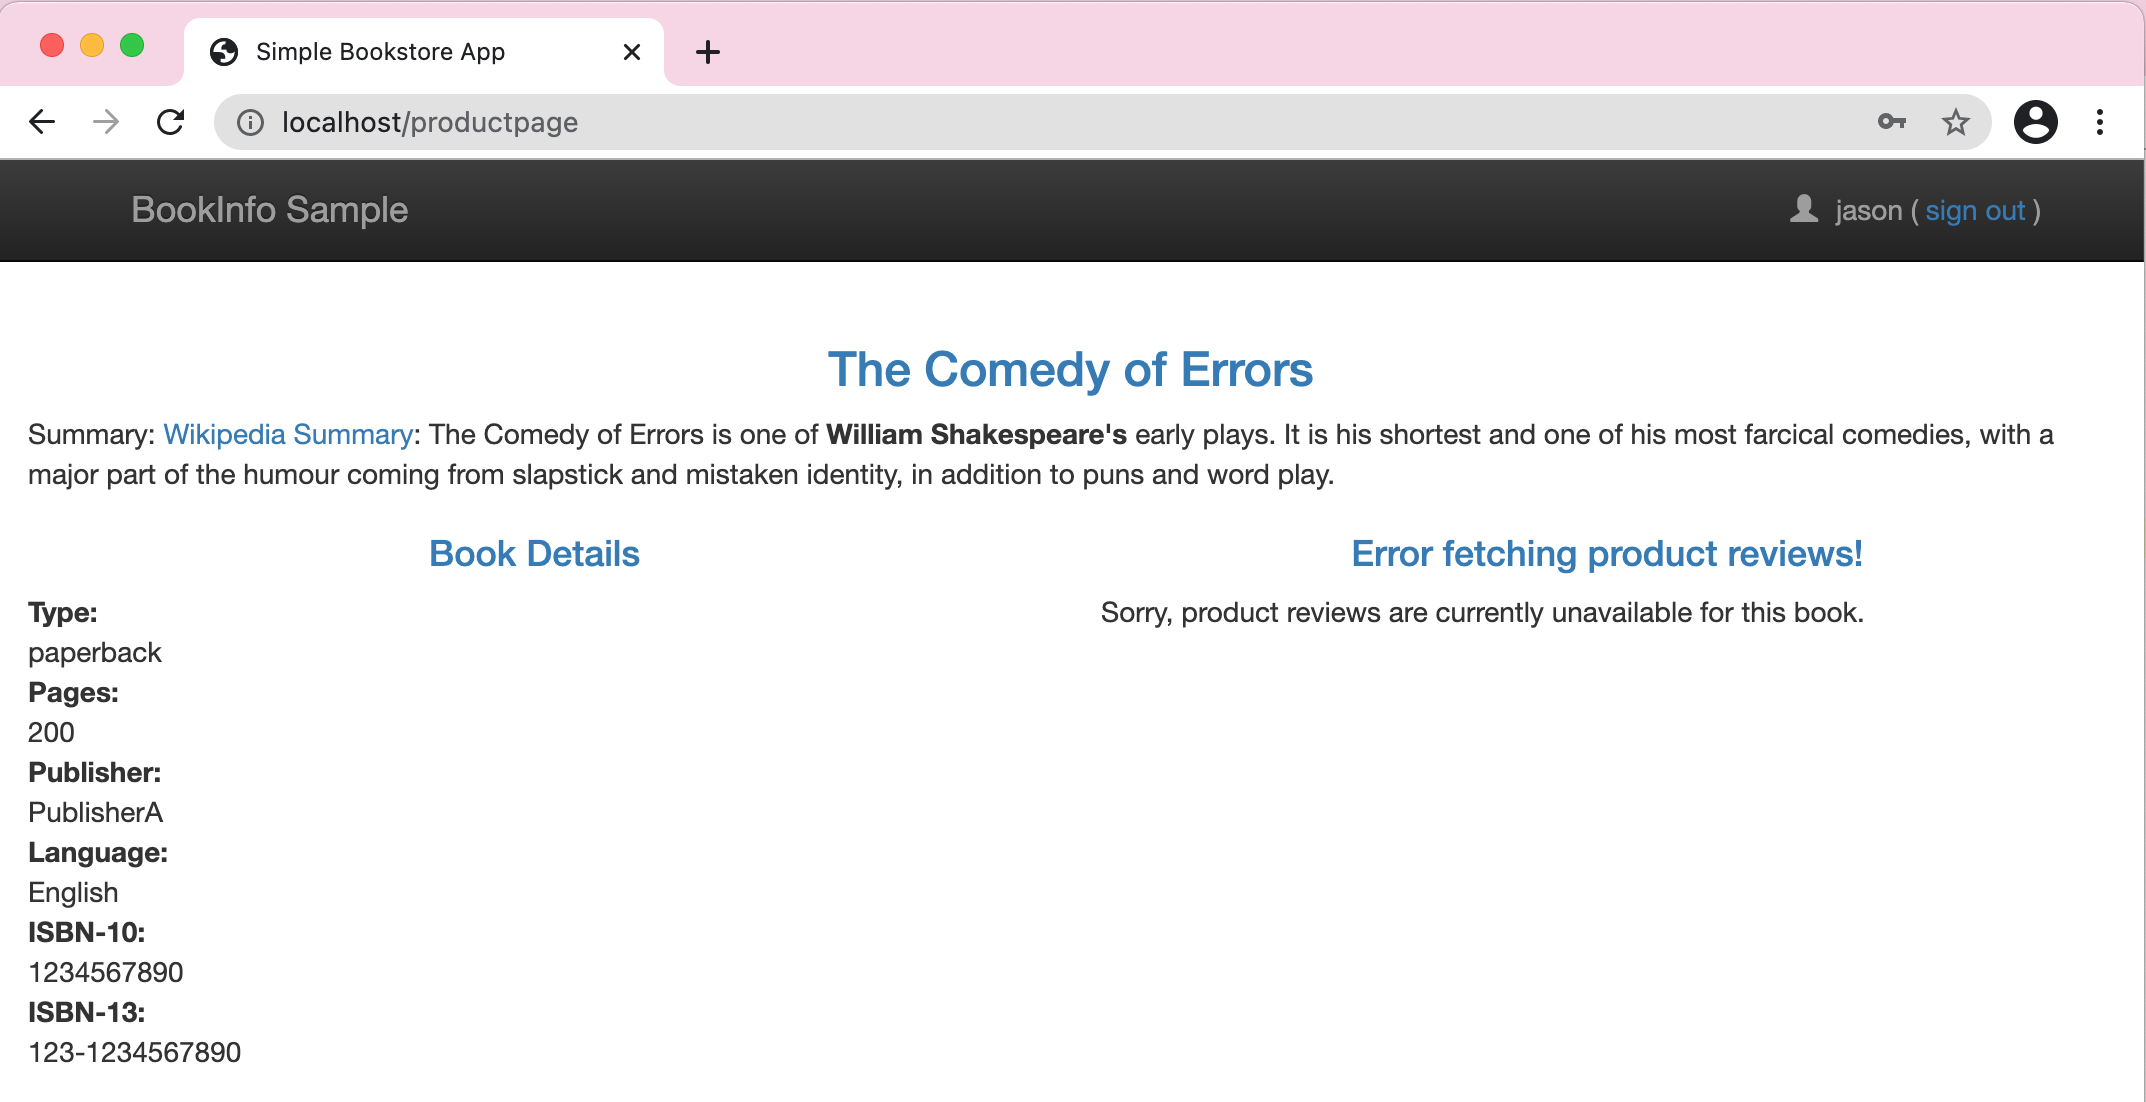 Simple Bookstore App
localhost/productpage
BookInfo Sample
jason ( sign out )
The Comedy of Errors
Summary: Wikipedia Summary: The Comedy of Errors is one of William Shakespeare's early plays. It is his shortest and one of his most farcical comedies, with a
major part of the humour coming from slapstick and mistaken identity, in addition to puns and word play.
Book Details
Type:
paperback
Pages:
200
Publisher:
PublisherA
Language:
English
ISBN-10:
1234567890
ISBN-13:
123-1234567890
Error fetching product reviews!
Sorry, product reviews are currently unavailable for this book.